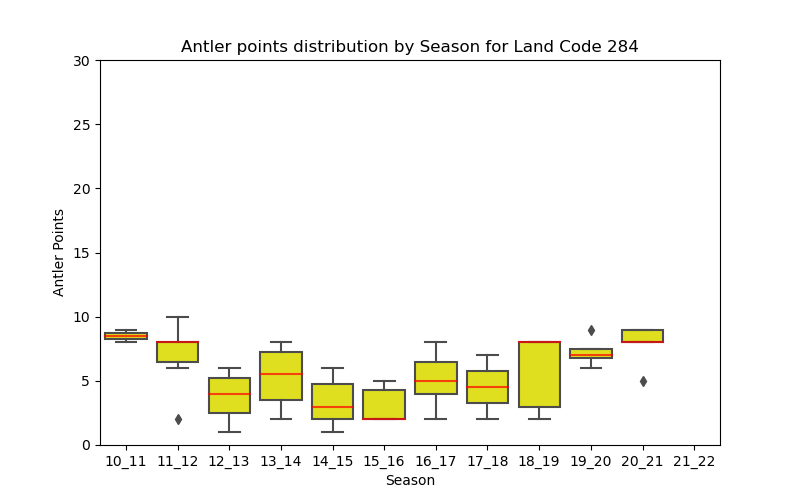 Antler points distribution by Season for Land Code 284
30
25
20
15
10
5
0
Antler Points
10_11 11_12 12_13 13_14 14_15 15_16 16_17 17_18 18_19 19_20 20_21 21_22
Season